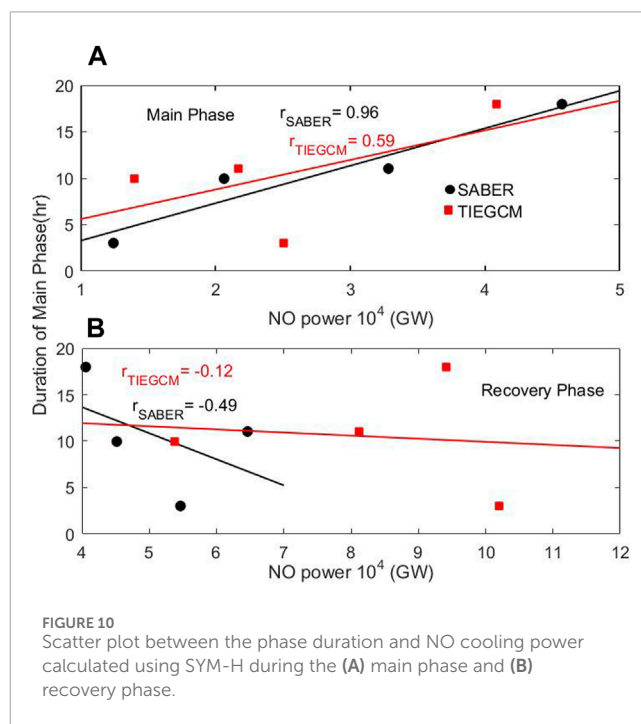 A
Main Phase
r_SABER = 0.96
r_TIEGCM = 0.59
SABER
TIEGCM
20
15
10
5
0
1 2 3 4 5
NO power 10^4 (GW)
Duration of Main Phase(hr)
B
r_TIEGCM = -0.12
r_SABER = -0.49
Recovery Phase
20
15
10
5
0
4 5 6 7 8 9 10 11 12
NO power 10^4 (GW)
FIGURE 10
Scatter plot between the phase duration and NO cooling power
calculated using SYM-H during the (A) main phase and (B)
recovery phase.